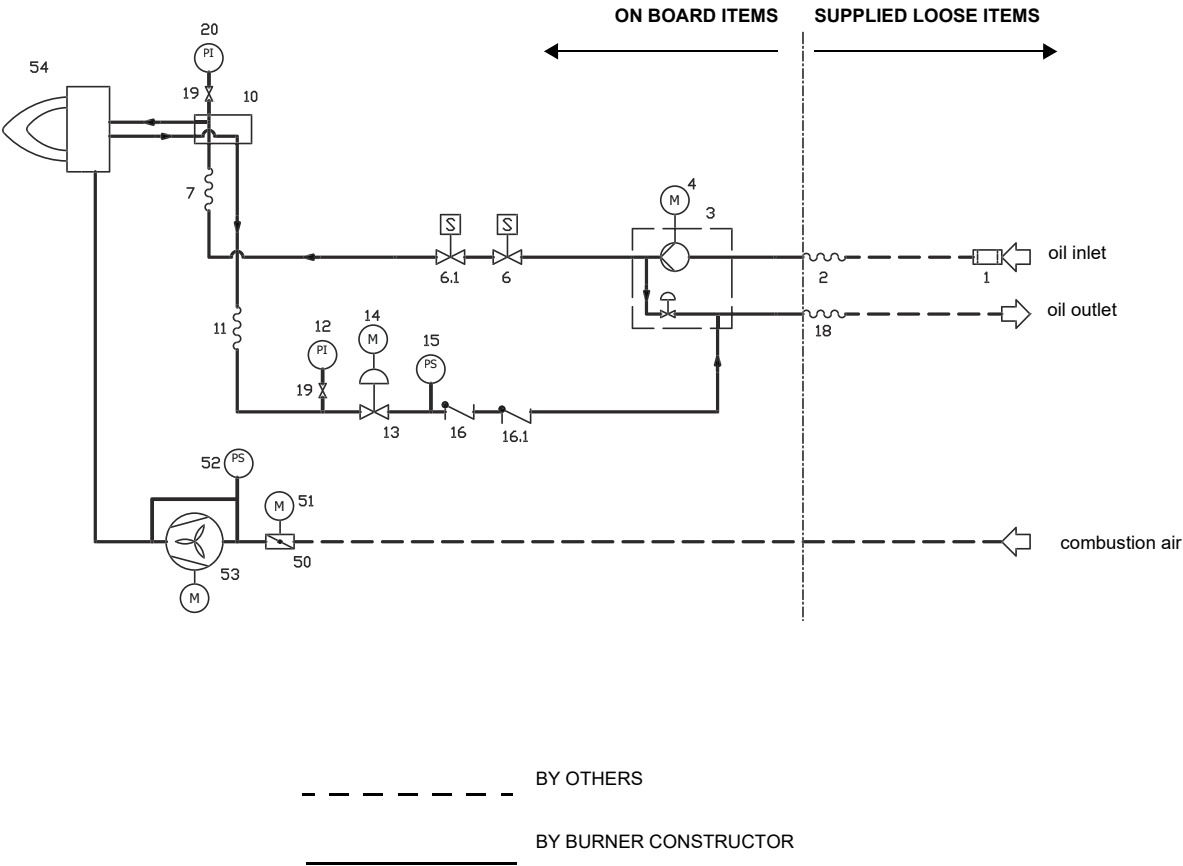 ON BOARD ITEMS
SUPPLIED LOOSE ITEMS
20
PI
54
19
10
7
4
M
3
S
S
6.1
6
2
1
oil inlet
oil outlet
18
11
12
PI
19
14
M
13
15
PS
16
16.1
52
PS
M
51
50
53
M
combustion air
BY OTHERS
BY BURNER CONSTRUCTOR